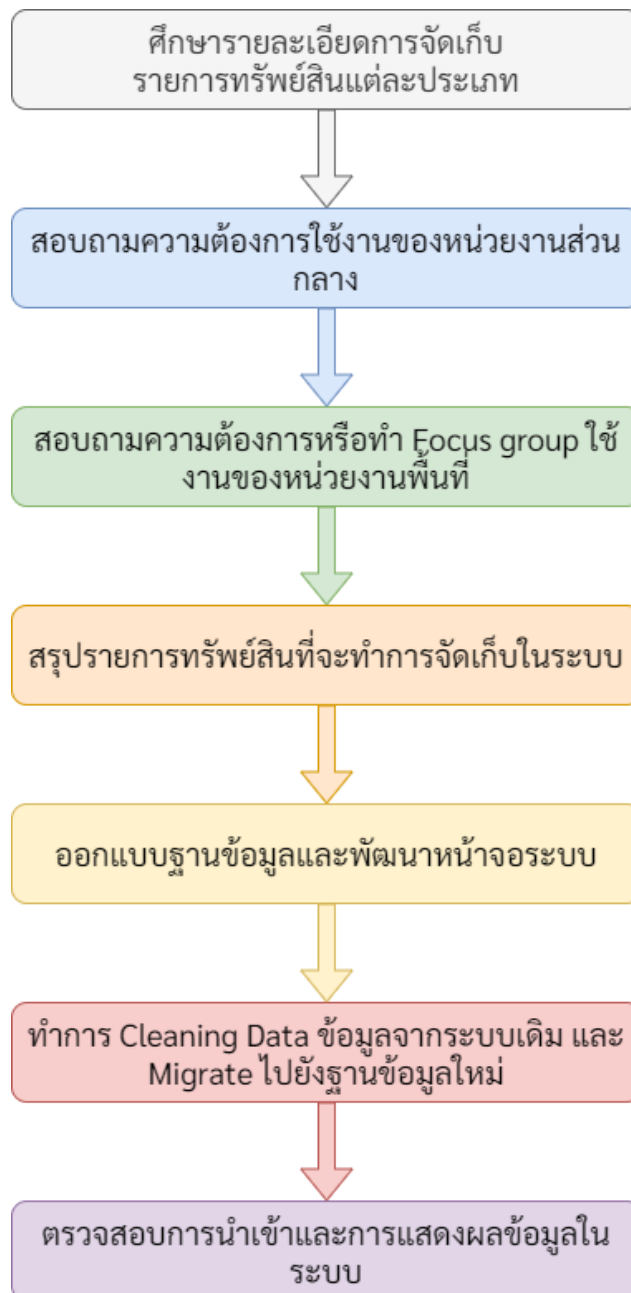 ศึกษารายละเอียดการจัดเก็บ
รายการทรัพย์สินแต่ละประเภท
สอบถามความต้องการใช้งานของหน่วยงานส่วน
กลาง
สอบถามความต้องการหรือทำ Focus group ใช้
งานของหน่วยงานพื้นที่
สรุปรายการทรัพย์สินที่จะทำการจัดเก็บในระบบ
ออกแบบฐานข้อมูลและพัฒนาหน้าจอระบบ
ทำการ Cleaning Data ข้อมูลจากระบบเดิม และ
Migrate ไปยังฐานข้อมูลใหม่
ตรวจสอบการนำเข้าและการแสดงผลข้อมูลใน
ระบบ